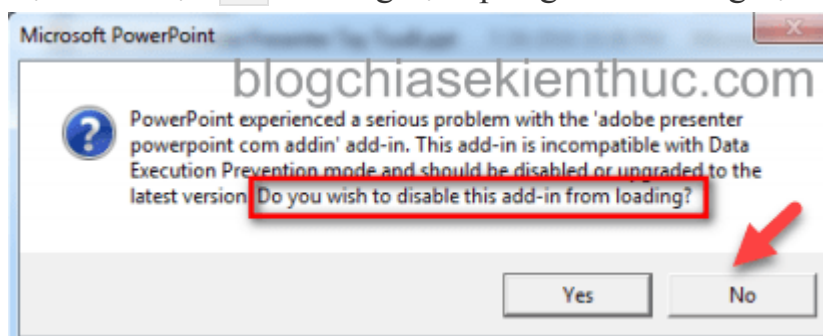 Microsoft PowerPoint
blogchiasekienthuc.com
PowerPoint experienced a serious problem with the 'adobe presenter
powerpoint com addin' add-in. This add-in is incompatible with Data
Execution Prevention mode and should be disabled or upgraded to the
latest version. Do you wish to disable this add-in from loading?
Yes
No